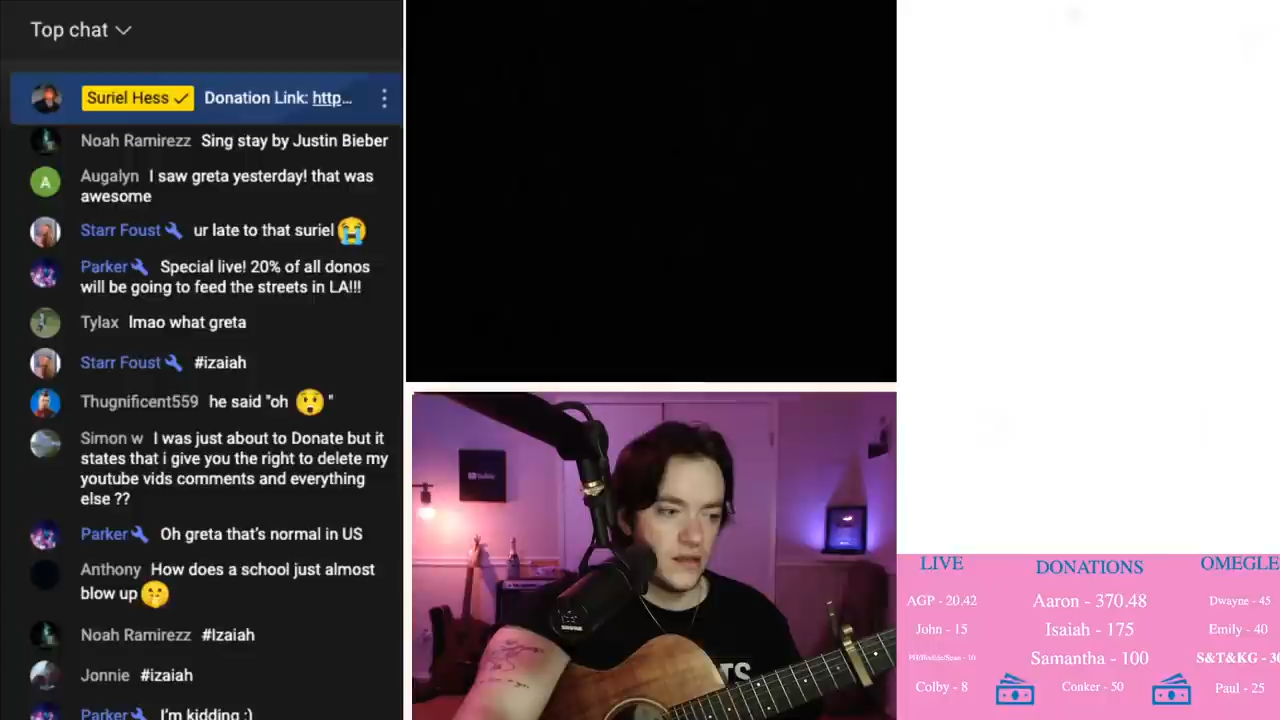 Top chat
Suriel Hess Donation Link: http...
Noah Ramirezz Sing stay by Justin Bieber
Augalyn I saw greta yesterday! that was
awesome
Starr Foust ur late to that suriel 😭
Parker Special live! 20% of all donos
will be going to feed the streets in LA!!!
Tylax lmao what greta
Starr Foust #izaiah
Thugnificent559 he said "oh 😲 "
Simon w I was just about to Donate but it
states that i give you the right to delete my
youtube vids comments and everything
else ??
Parker Oh greta that's normal in US
Anthony How does a school just almost
blow up 🤫
Noah Ramirezz #Izaiah
Jonnie #izaiah
Parker I'm kidding :)
LIVE
AGP - 20.42
John - 15
Colby - 8
DONATIONS
Aaron - 370.48
Isaiah - 175
Samantha - 100
Conker - 50
OMEGLE
Dwayne - 45
Emily - 40
S&T&KG - 30
Paul - 25